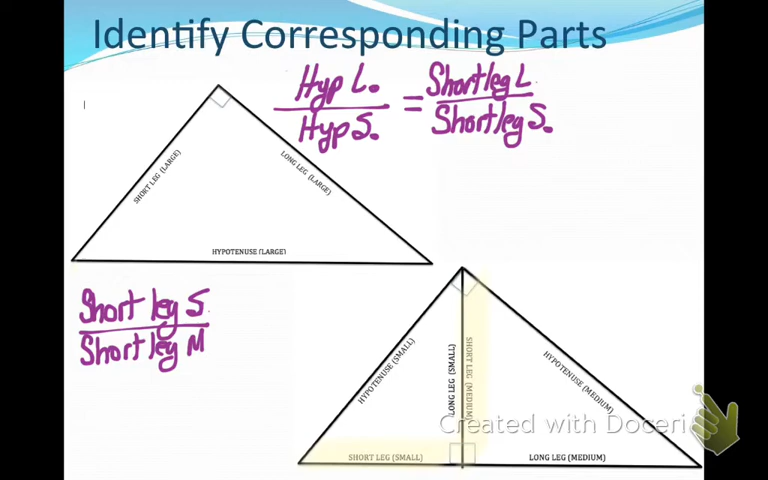 Identify Corresponding Parts
Hyp L.
Hyp S.
=
Short leg L
Short leg S.
SHORT LEG (LARGE)
LONG LEG (LARGE)
HYPOTENUSE (LARGE)
Short leg S
Short leg M
HYPOTENUSE (SMALL)
LONG LEG (SMALL)
SHORT LEG (MEDIUM)
HYPOTENUSE (MEDIUM)
SHORT LEG (SMALL)
LONG LEG (MEDIUM)
Created with Doceri